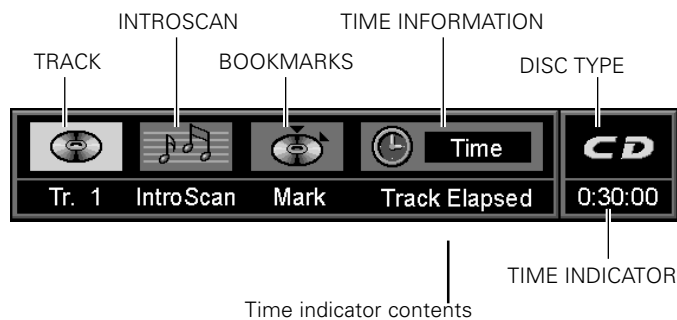 INTROSCAN TIME INFORMATION
TRACK BOOKMARKS DISC TYPE
Time CD
Tr. 1 IntroScan Mark Track Elapsed 0:30:00
TIME INDICATOR
Time indicator contents